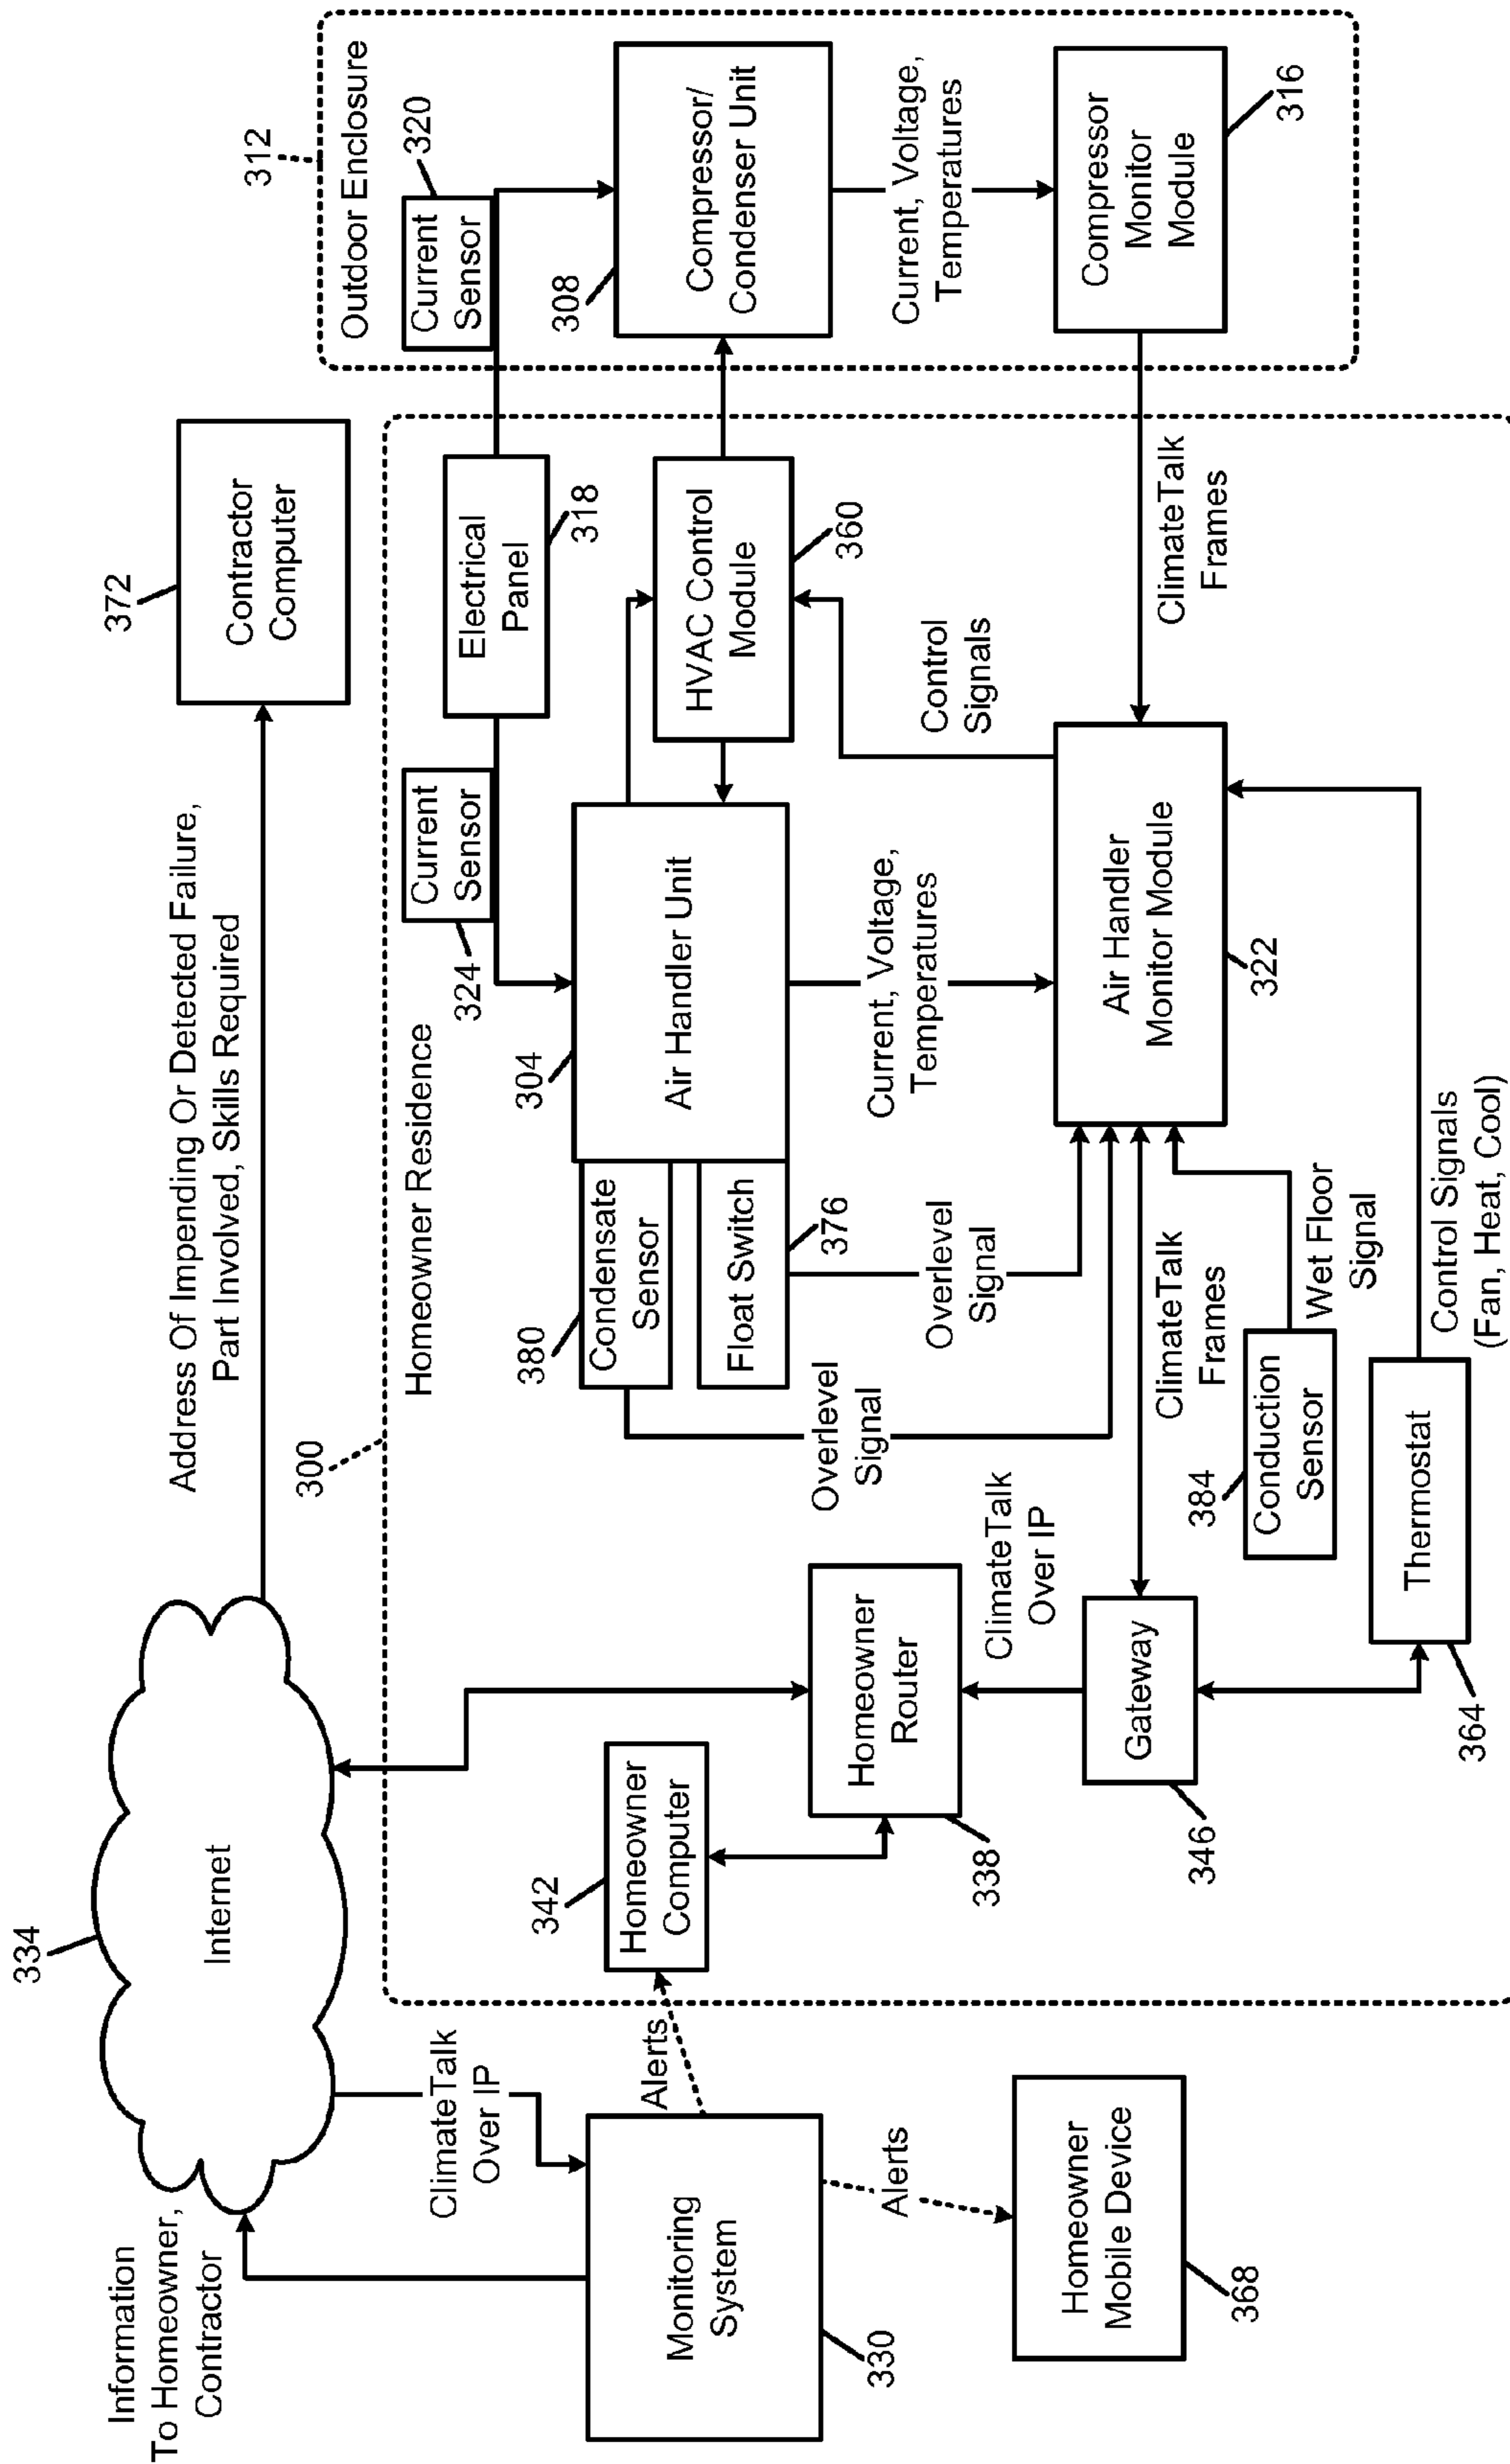 334
Internet
Information
To Homeowner,
Contractor
ClimateTalk
Over IP
Monitoring
System
330
Alerts
Alerts
Homeowner
Mobile Device
368
Address Of Impending Or Detected Failure,
Part Involved, Skills Required
372
Contractor
Computer
300
Homeowner Residence
342
Homeowner
Computer
Homeowner
Router
338
ClimateTalk
Over IP
Gateway
346
Thermostat
364
Control Signals
(Fan, Heat, Cool)
384
Conduction
Sensor
Wet Floor
Signal
ClimateTalk
Frames
380
Condensate
Sensor
Float Switch
376
Overlevel
Signal
Overlevel
Signal
304
Air Handler Unit
324
Current
Sensor
Electrical
Panel
318
HVAC Control
Module
360
Current, Voltage,
Temperatures
Control
Signals
Air Handler
Monitor Module
322
ClimateTalk
Frames
312
Outdoor Enclosure
Current
Sensor
320
308
Compressor/
Condenser Unit
Current, Voltage,
Temperatures
Compressor
Monitor
Module
316